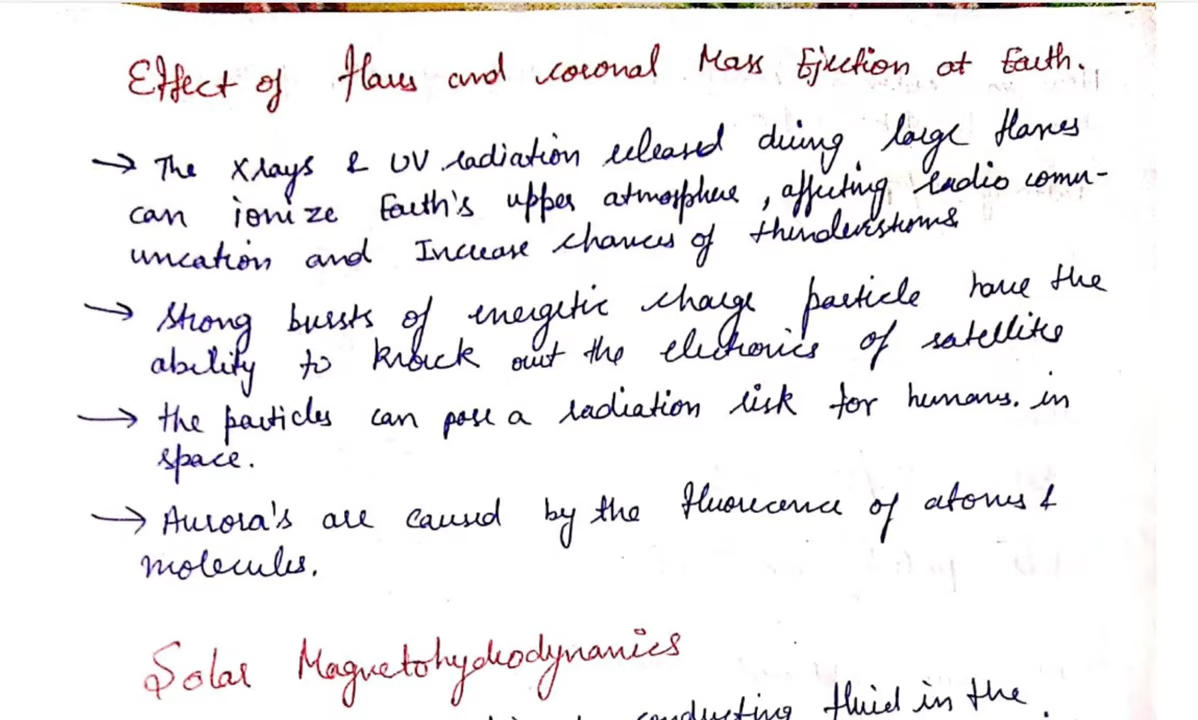 Effect of flares and coronal Mass Ejection at Earth.
→ The X rays & UV radiation released during large flares
can ionize Earth's upper atmosphere, affecting radio comm-
unication and Increase chances of thunderstorms
→ Strong bursts of energetic charge particle have the
ability to knock out the electronics of satellites
→ the particles can pose a radiation risk for humans. in
space.
→ Aurora's are caused by the fluorecence of atoms &
molecules.
Solar Magnetohydrodynamics
conducting fluid in the